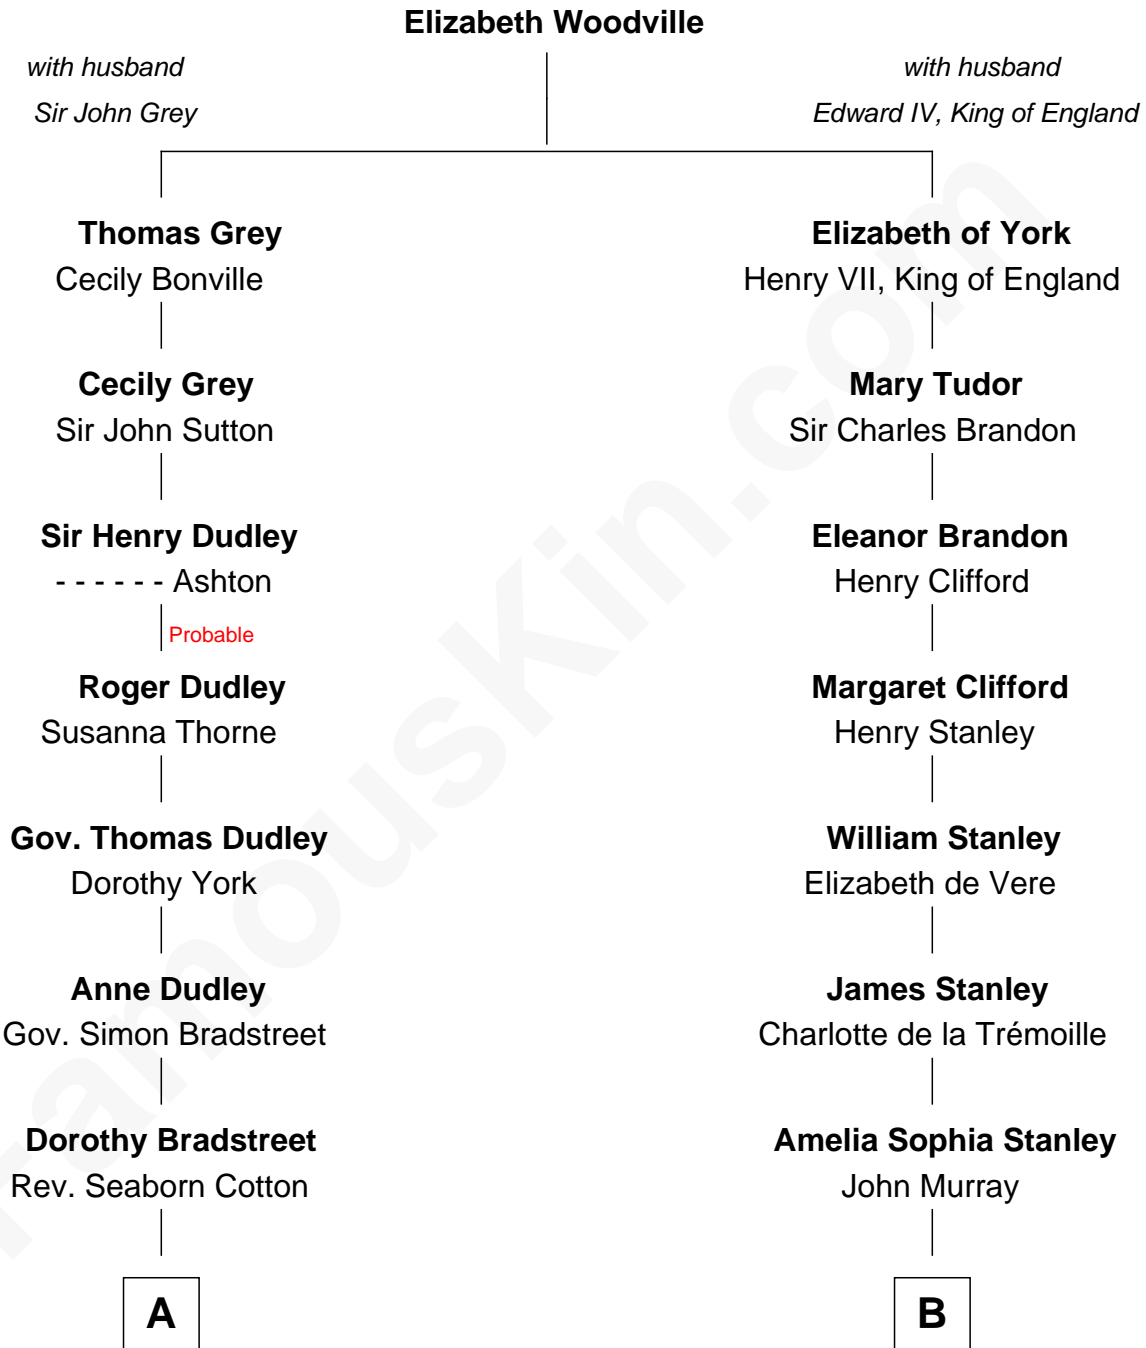 Elizabeth Woodville
with husband
Sir John Grey
with husband
Edward IV, King of England
Thomas Grey
Cecily Bonville
Elizabeth of York
Henry VII, King of England
Cecily Grey
Sir John Sutton
Mary Tudor
Sir Charles Brandon
Sir Henry Dudley
- - - - - - Ashton
Probable
Eleanor Brandon
Henry Clifford
Roger Dudley
Susanna Thorne
Margaret Clifford
Henry Stanley
Gov. Thomas Dudley
Dorothy York
William Stanley
Elizabeth de Vere
Anne Dudley
Gov. Simon Bradstreet
James Stanley
Charlotte de la Trémoille
Dorothy Bradstreet
Rev. Seaborn Cotton
Amelia Sophia Stanley
John Murray
A
B
FamousKin.com